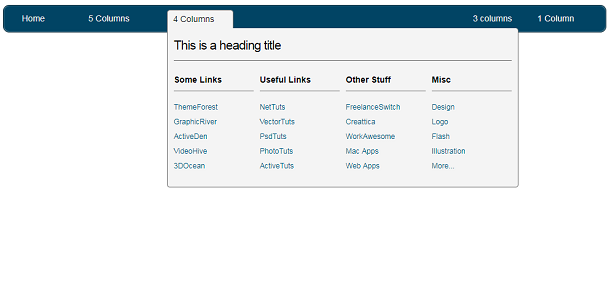 Home 5 Columns 4 Columns 3 columns 1 Column
This is a heading title
Some Links Useful Links Other Stuff Misc
ThemeForest NetTuts FreelanceSwitch Design
GraphicRiver VectorTuts Creattica Logo
ActiveDen PsdTuts WorkAwesome Flash
VideoHive PhotoTuts Mac Apps Illustration
3DOcean ActiveTuts Web Apps More...